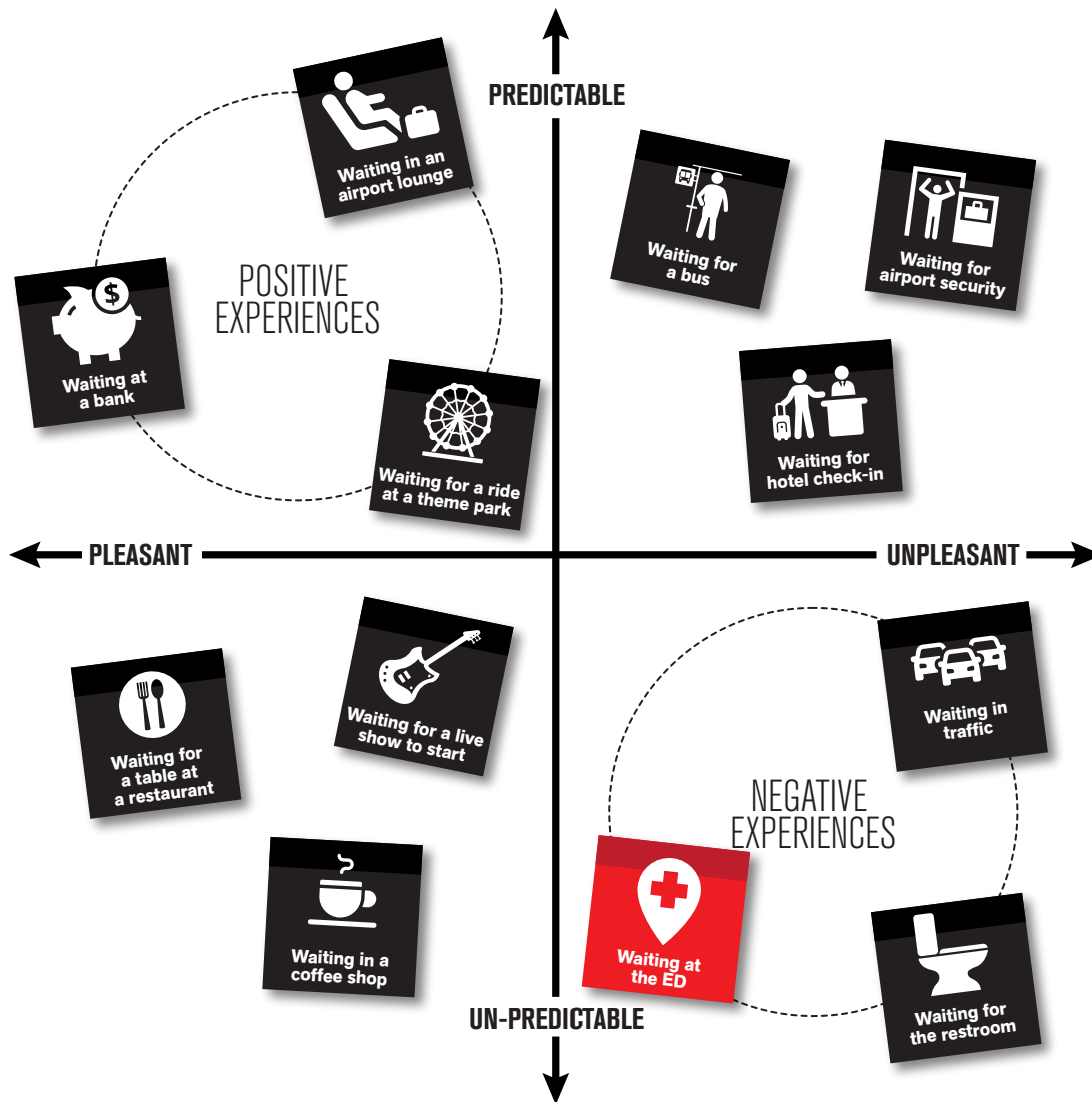 PREDICTABLE
Waiting in an
airport lounge
Waiting for
a bus
Waiting for
airport security
POSITIVE
EXPERIENCES
$
Waiting at
a bank
Waiting for a ride
at a theme park
Waiting for
hotel check-in
PLEASANT
UNPLEASANT
Waiting for
a table at
a restaurant
Waiting for a live
show to start
Waiting in
traffic
NEGATIVE
EXPERIENCES
Waiting in a
coffee shop
Waiting at
the ED
Waiting for
the restroom
UN-PREDICTABLE